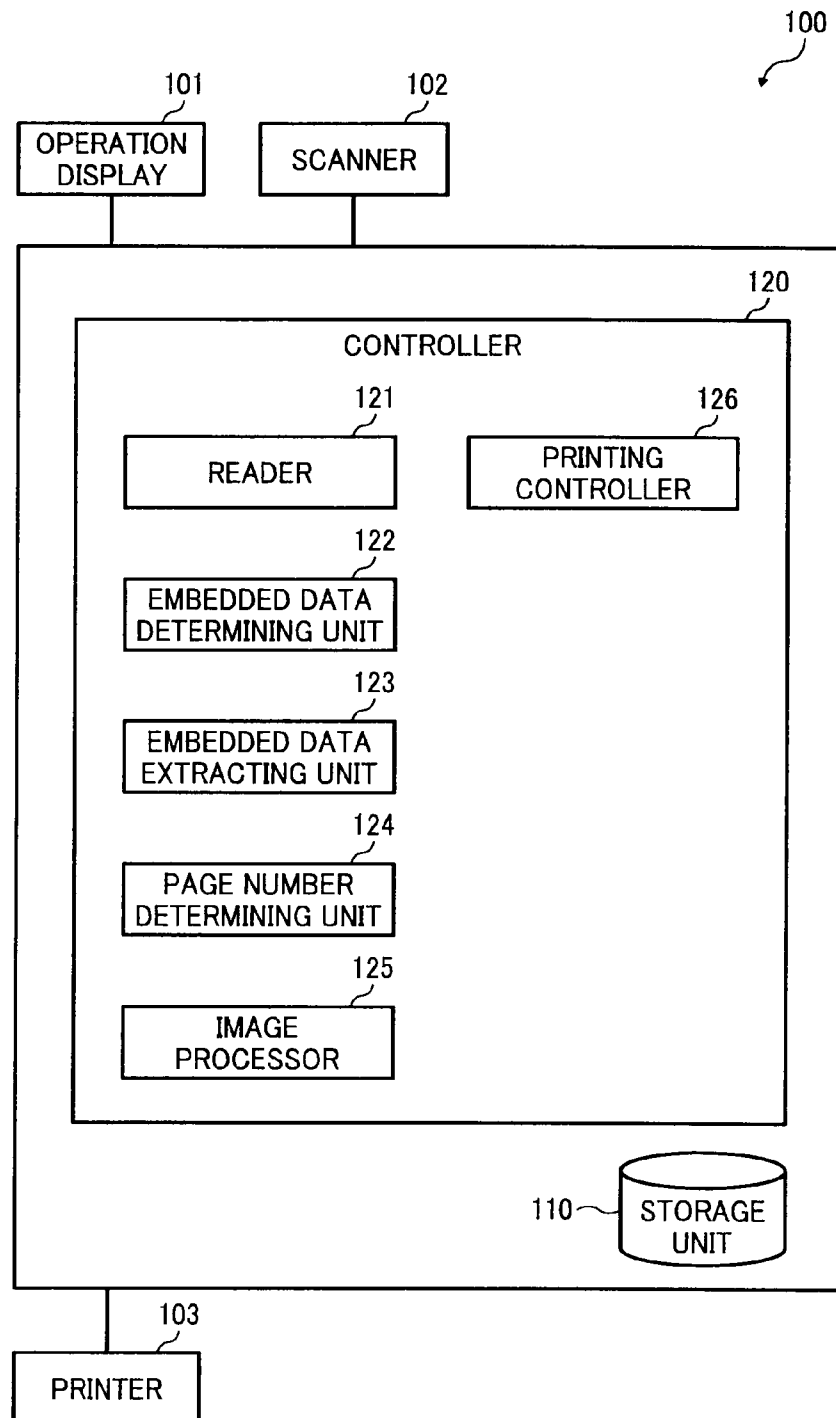 100
101
102
OPERATION
DISPLAY
SCANNER
120
CONTROLLER
121
126
READER
PRINTING
CONTROLLER
122
EMBEDDED DATA
DETERMINING UNIT
123
EMBEDDED DATA
EXTRACTING UNIT
124
PAGE NUMBER
DETERMINING UNIT
125
IMAGE
PROCESSOR
110
STORAGE
UNIT
103
PRINTER